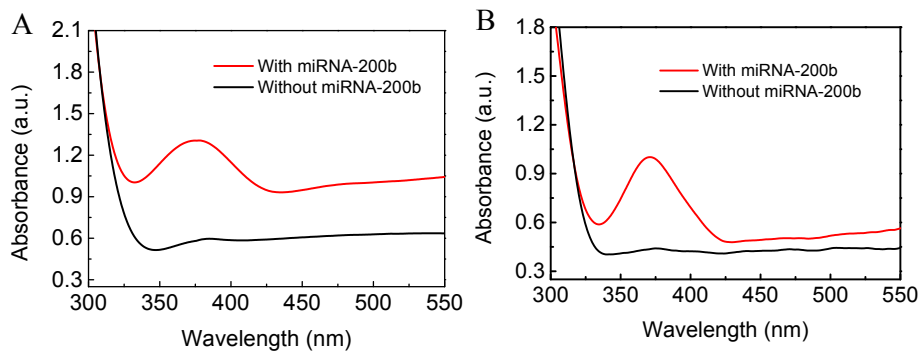 A
2.1
1.8
1.5
1.2
0.9
0.6
0.3
Absorbance (a.u.)
With miRNA-200b
Without miRNA-200b
300 350 400 450 500 550
Wavelength (nm)
B
1.8
1.5
1.2
0.9
0.6
0.3
Absorbance (a.u.)
With miRNA-200b
Without miRNA-200b
300 350 400 450 500 550
Wavelength (nm)